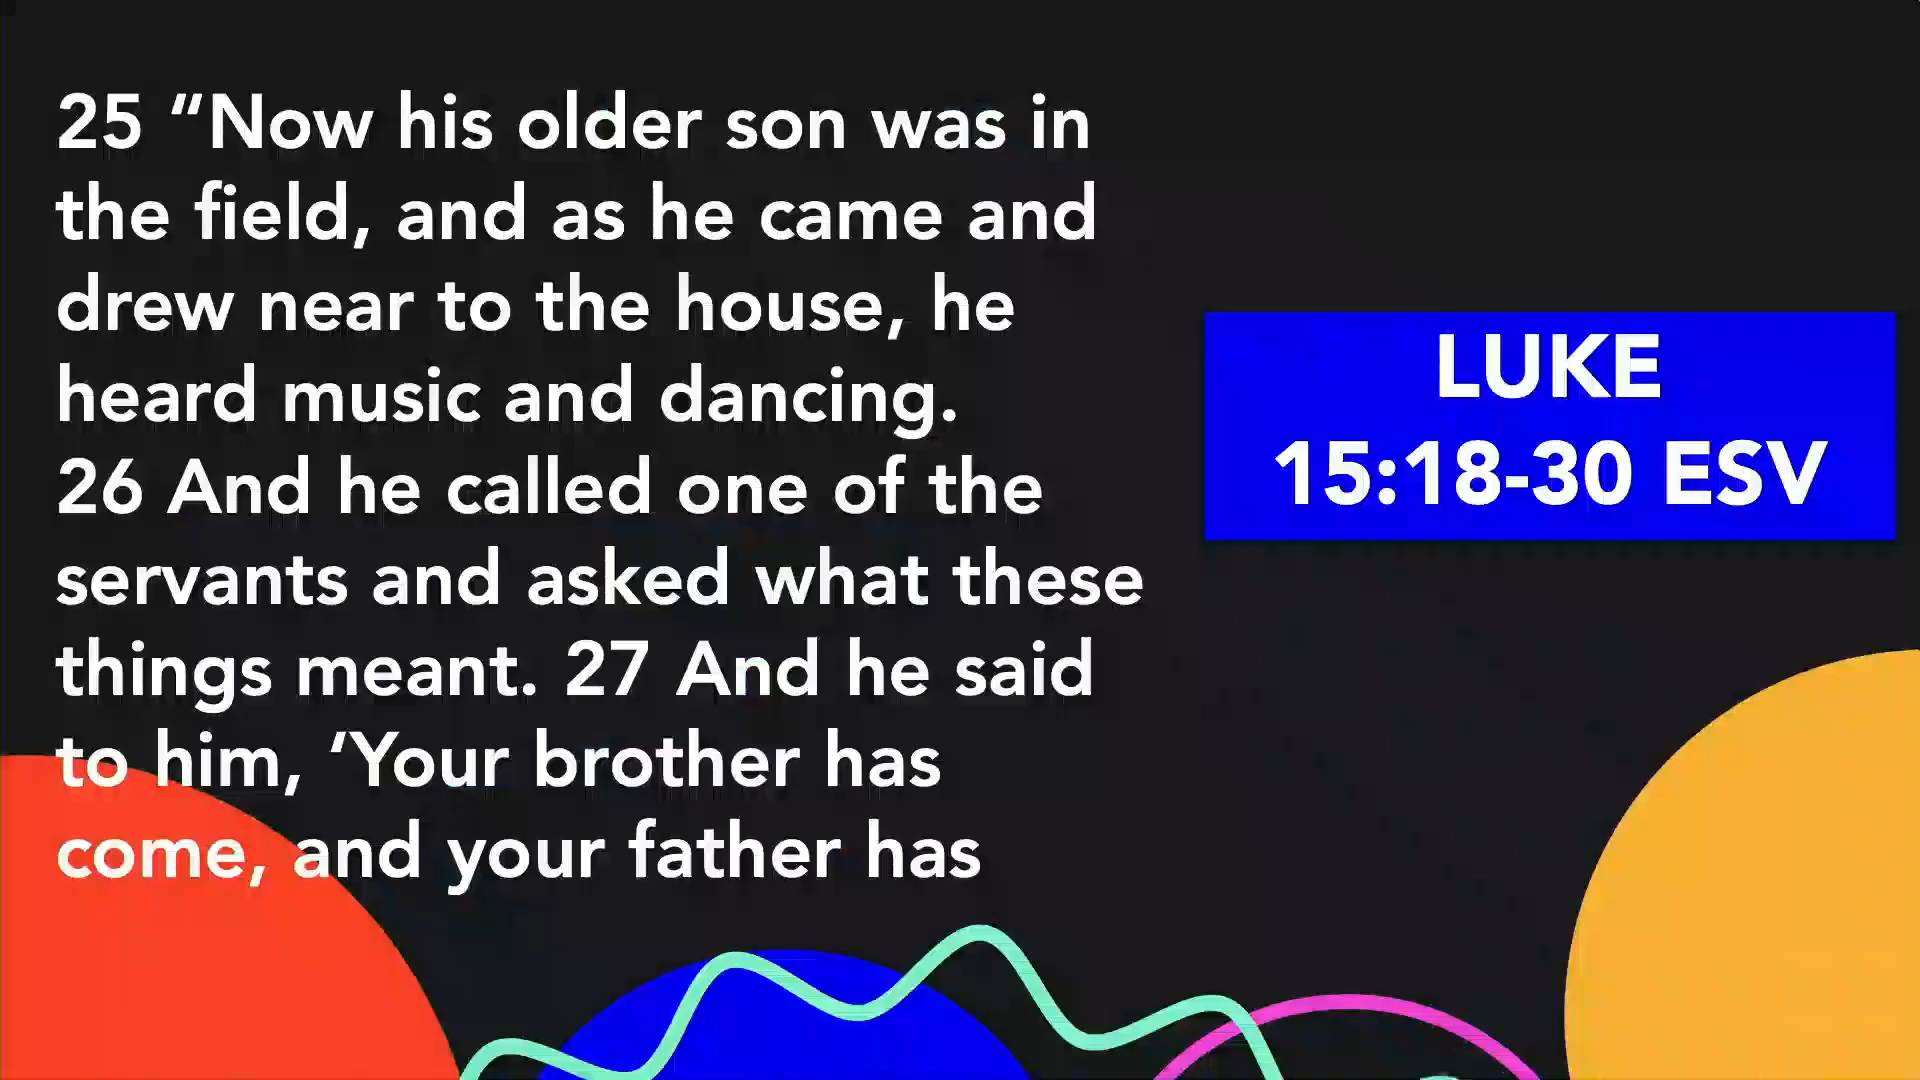 25 “Now his older son was in
the field, and as he came and
drew near to the house, he
heard music and dancing.
26 And he called one of the
servants and asked what these
things meant. 27 And he said
to him, ‘Your brother has
come, and your father has
LUKE
15:18-30 ESV